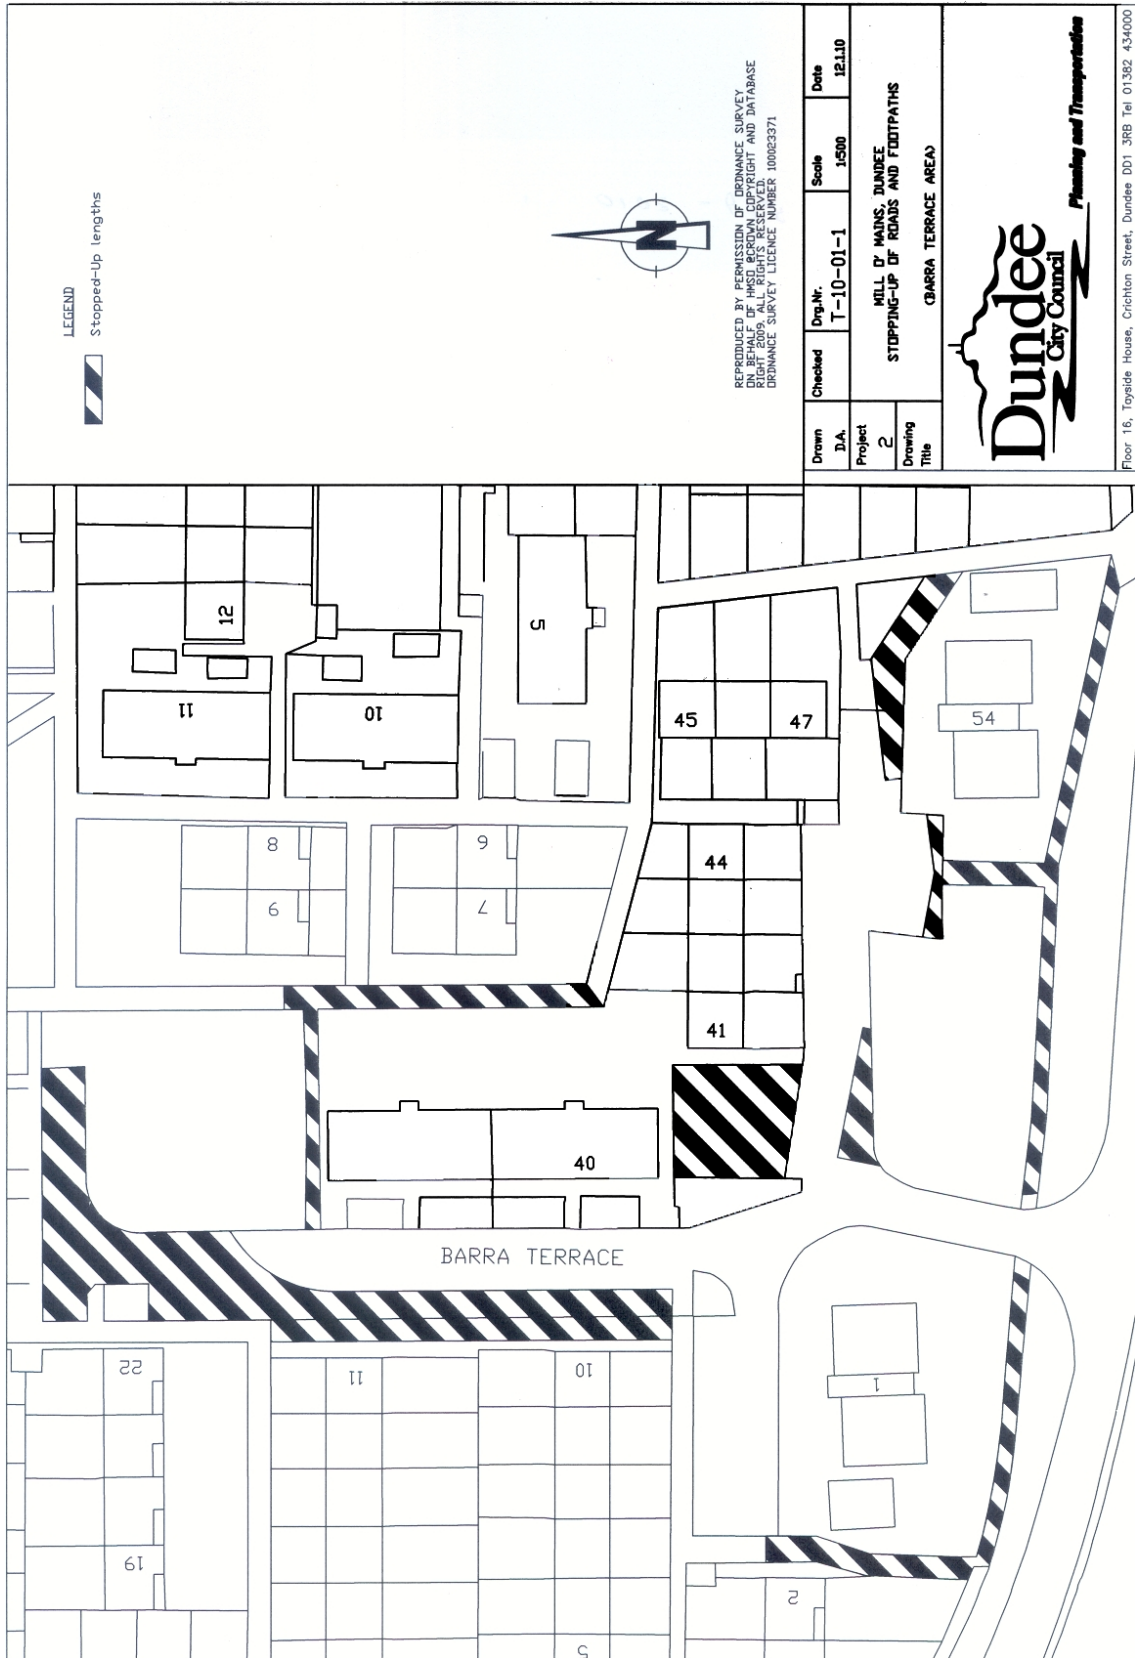 LEGEND
Stopped-Up lengths
N
REPRODUCED BY PERMISSION OF ORDNANCE SURVEY
ON BEHALF OF HMSO. ©CROWN COPYRIGHT AND DATABASE
RIGHT 2009. ALL RIGHTS RESERVED.
ORDNANCE SURVEY LICENCE NUMBER 100023371
Drawn
D.A.
Checked
Drg.Nr.
T-10-01-1
Scale
1:500
Date
12.1.10
Project
2
MILL O' MAINS, DUNDEE
STOPPING-UP OF ROADS AND FOOTPATHS
Drawing
Title
(BARRA TERRACE AREA)
Dundee
City Council
Planning and Transportation
Floor 16, Tayside House, Crichton Street, Dundee DD1 3RB Tel 01382 434000
12
11
10
5
45
47
54
8
9
6
7
44
41
40
BARRA TERRACE
22
19
11
10
5
1
2